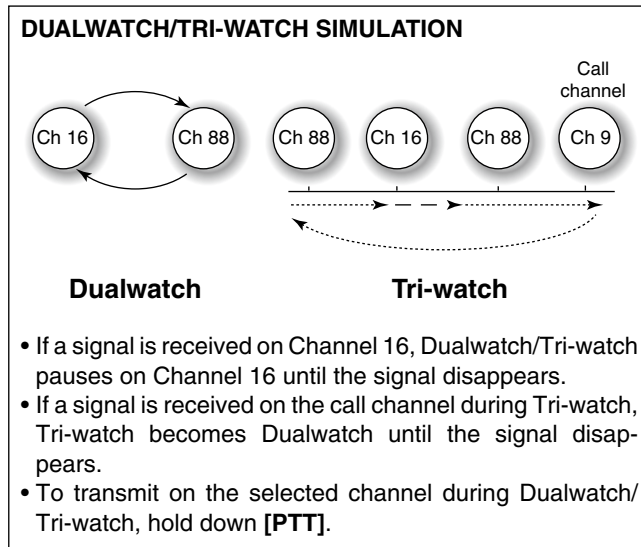 DUALWATCH/TRI-WATCH SIMULATION
Call
channel
Ch 16
Ch 88
Ch 88
Ch 16
Ch 88
Ch 9
Dualwatch
Tri-watch
• If a signal is received on Channel 16, Dualwatch/Tri-watch
pauses on Channel 16 until the signal disappears.
• If a signal is received on the call channel during Tri-watch,
Tri-watch becomes Dualwatch until the signal disap-
pears.
• To transmit on the selected channel during Dualwatch/
Tri-watch, hold down [PTT].